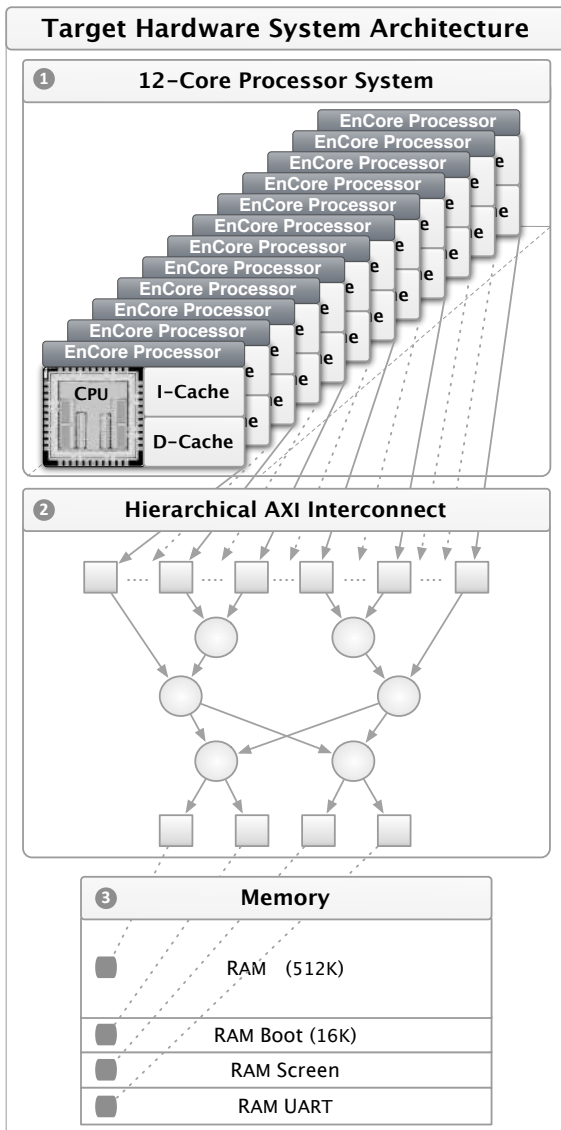 Target Hardware System Architecture
1 12-Core Processor System
EnCore Processor
EnCore Processor
EnCore Processor
EnCore Processor
EnCore Processor
EnCore Processor
EnCore Processor
EnCore Processor
EnCore Processor
EnCore Processor
EnCore Processor
EnCore Processor
CPU
I-Cache
D-Cache
2 Hierarchical AXI Interconnect
3 Memory
RAM (512K)
RAM Boot (16K)
RAM Screen
RAM UART